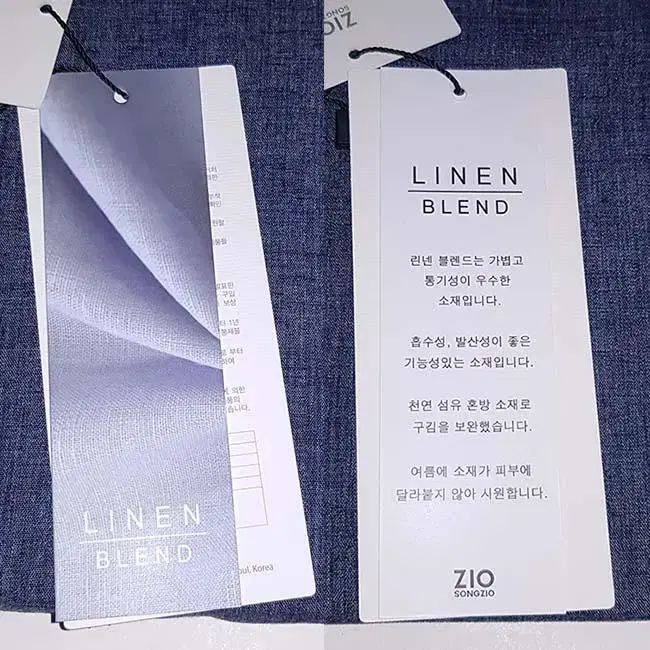 LINEN
BLEND
oul, Korea
ZIO
SONGZIO
LINEN
BLEND
린넨 블렌드는 가볍고
통기성이 우수한
소재입니다.
흡수성, 발산성이 좋은
기능성있는 소재입니다.
천연 섬유 혼방 소재로
구김을 보완했습니다.
여름에 소재가 피부에
달라붙지 않아 시원합니다.
ZIO
SONGZIO